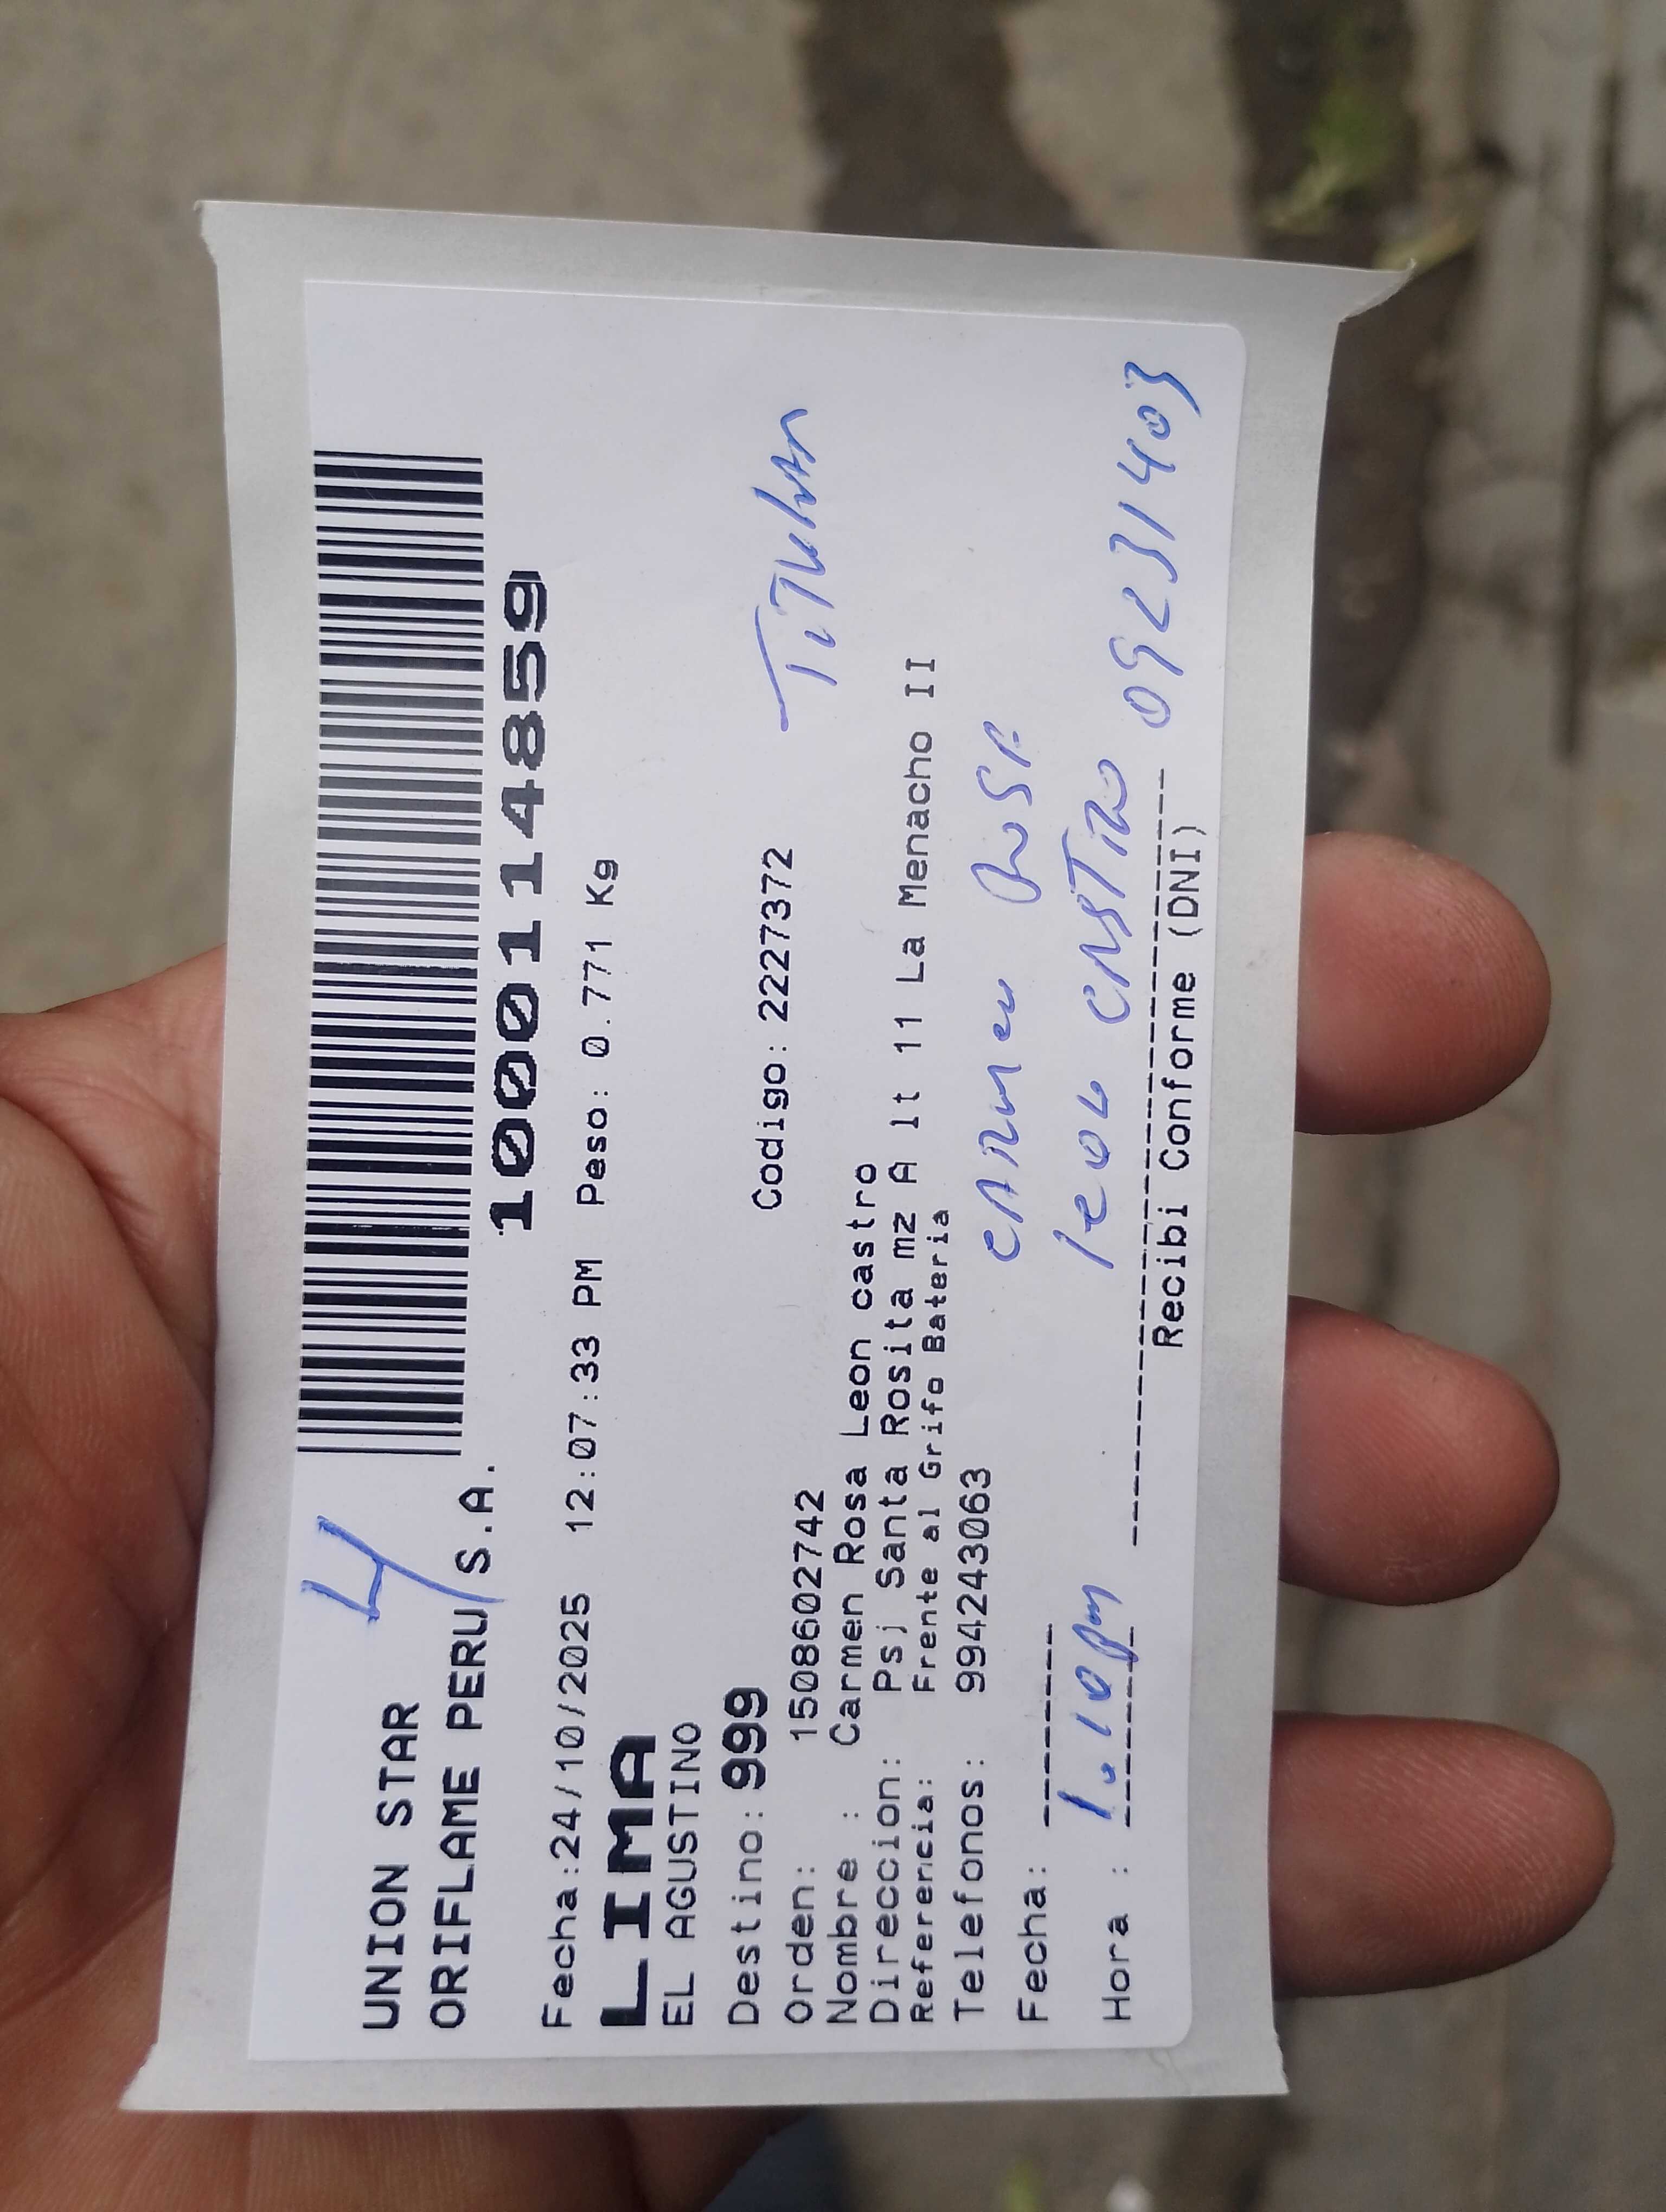 4
UNION STAR
ORIFLAME PERU S.A.
1000114859
Fecha:24/10/2025 12:07:33 PM Peso: 0.771 Kg
LIMA
EL AGUSTINO
Destino: 999 Codigo: 2227372
TITULAR
Orden: 1508602742
Nombre : Carmen Rosa Leon castro
Direccion: Psj Santa Rosita mz A lt 11 La Menacho II
Referencia: Frente al Grifo Bateria
Telefonos: 994243063
CARMEN ROSA
Fecha: --------
LEON CASTRO 09231403
Hora : 1:10pm
Recibi Conforme (DNI)